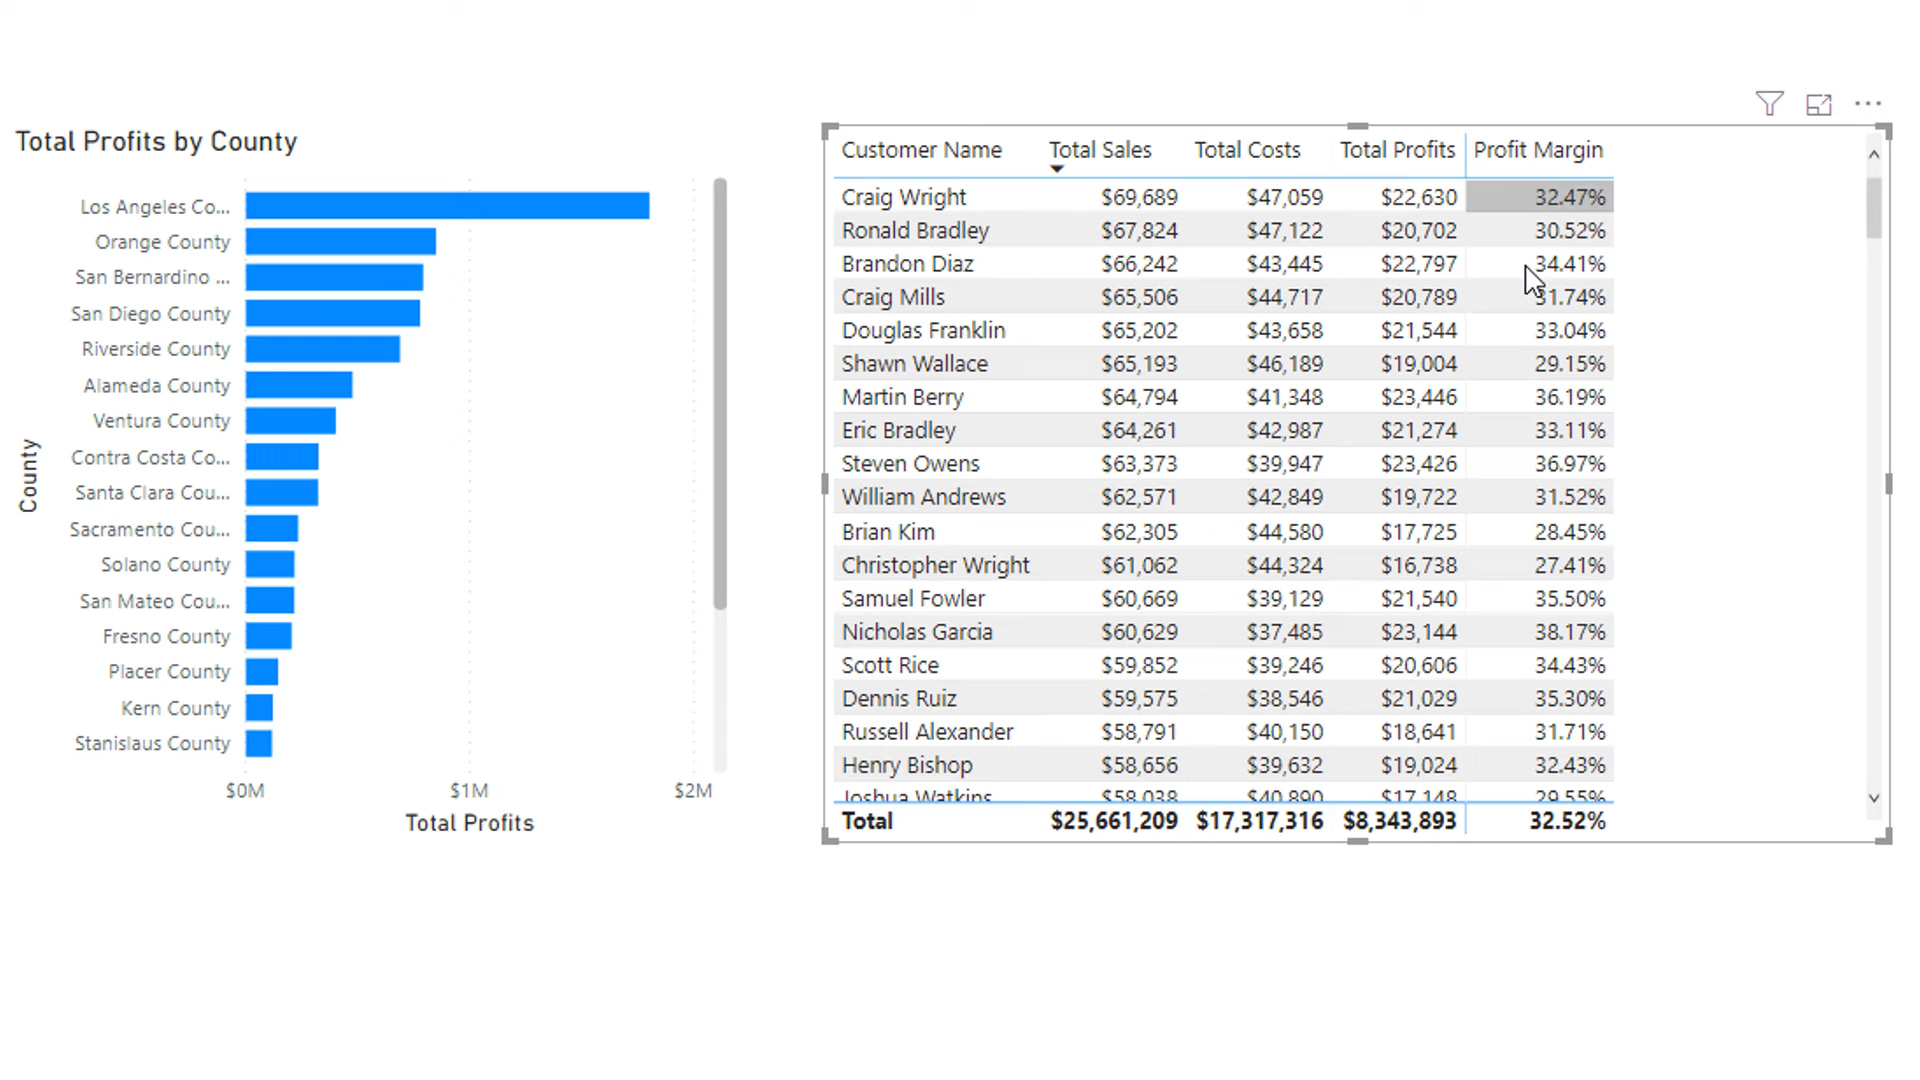 Total Profits by County
Los Angeles Co...
Orange County
San Bernardino ...
San Diego County
Riverside County
Alameda County
Ventura County
Contra Costa Co...
Santa Clara Cou...
Sacramento Cou...
Solano County
San Mateo Cou...
Fresno County
Placer County
Kern County
Stanislaus County
County
$0M $1M $2M
Total Profits
Customer Name Total Sales Total Costs Total Profits Profit Margin
Craig Wright $69,689 $47,059 $22,630 32.47%
Ronald Bradley $67,824 $47,122 $20,702 30.52%
Brandon Diaz $66,242 $43,445 $22,797 34.41%
Craig Mills $65,506 $44,717 $20,789 31.74%
Douglas Franklin $65,202 $43,658 $21,544 33.04%
Shawn Wallace $65,193 $46,189 $19,004 29.15%
Martin Berry $64,794 $41,348 $23,446 36.19%
Eric Bradley $64,261 $42,987 $21,274 33.11%
Steven Owens $63,373 $39,947 $23,426 36.97%
William Andrews $62,571 $42,849 $19,722 31.52%
Brian Kim $62,305 $44,580 $17,725 28.45%
Christopher Wright $61,062 $44,324 $16,738 27.41%
Samuel Fowler $60,669 $39,129 $21,540 35.50%
Nicholas Garcia $60,629 $37,485 $23,144 38.17%
Scott Rice $59,852 $39,246 $20,606 34.43%
Dennis Ruiz $59,575 $38,546 $21,029 35.30%
Russell Alexander $58,791 $40,150 $18,641 31.71%
Henry Bishop $58,656 $39,632 $19,024 32.43%
Joshua Watkins $58,038 $40,890 $17,148 29.55%
Total $25,661,209 $17,317,316 $8,343,893 32.52%